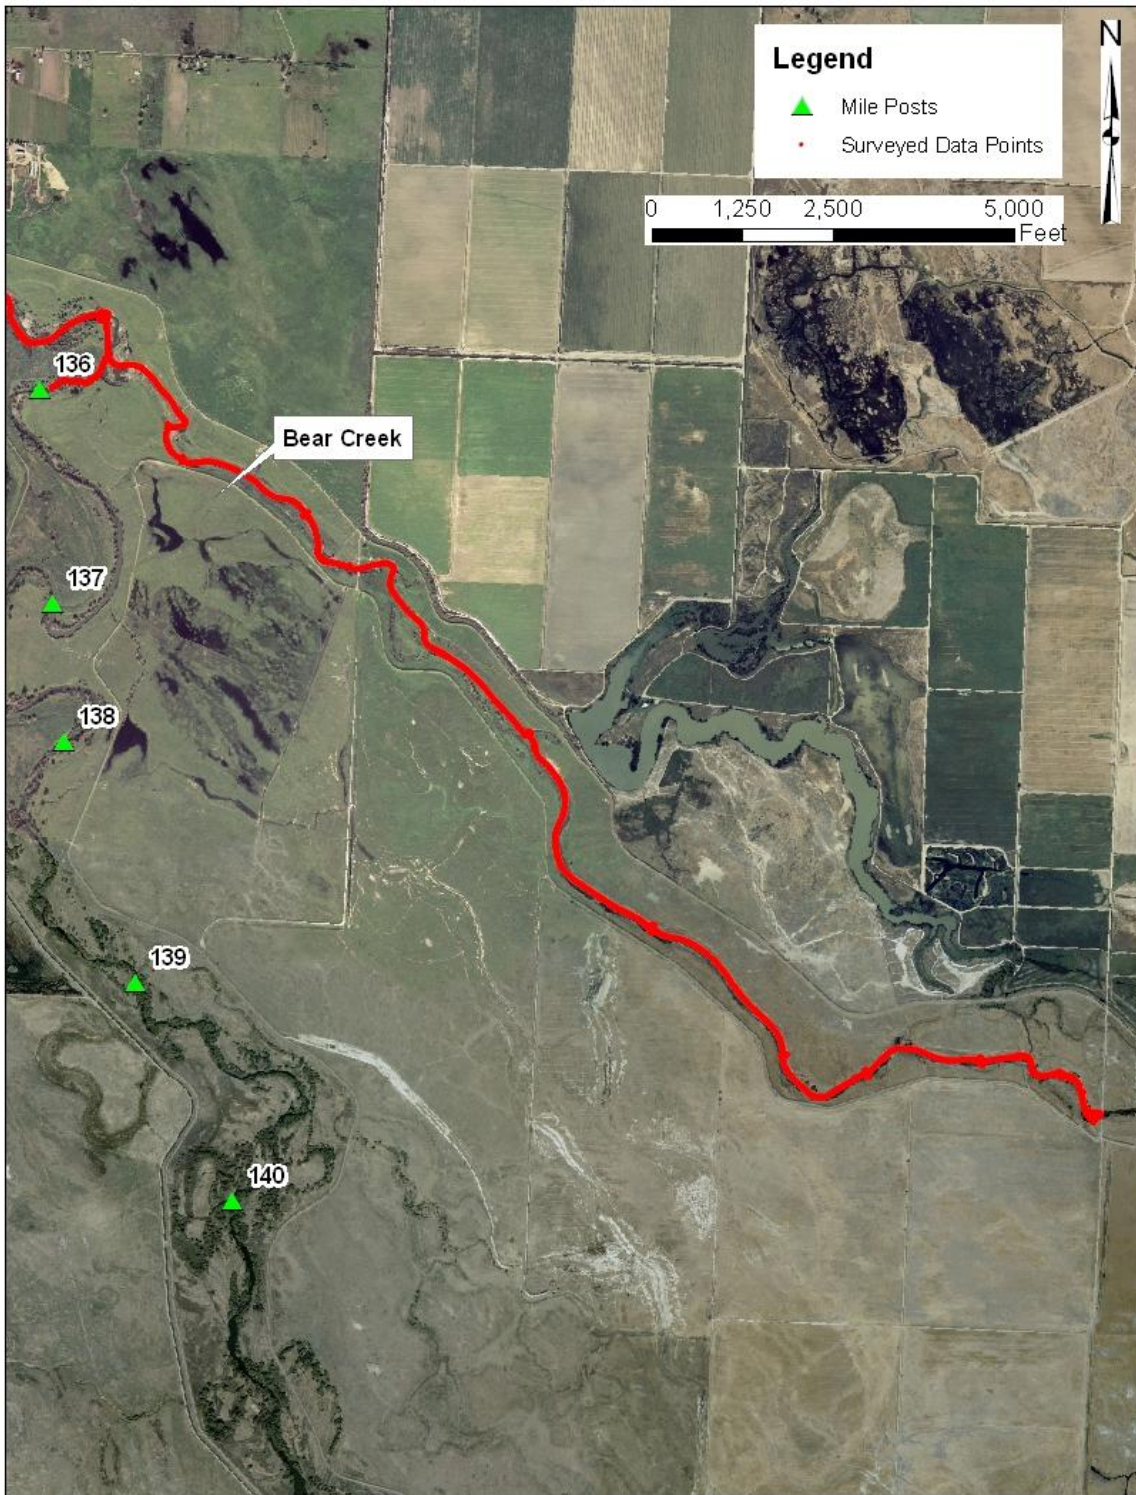 Legend
Mile Posts
Surveyed Data Points
N
0 1,250 2,500 5,000
Feet
136
Bear Creek
137
138
139
140